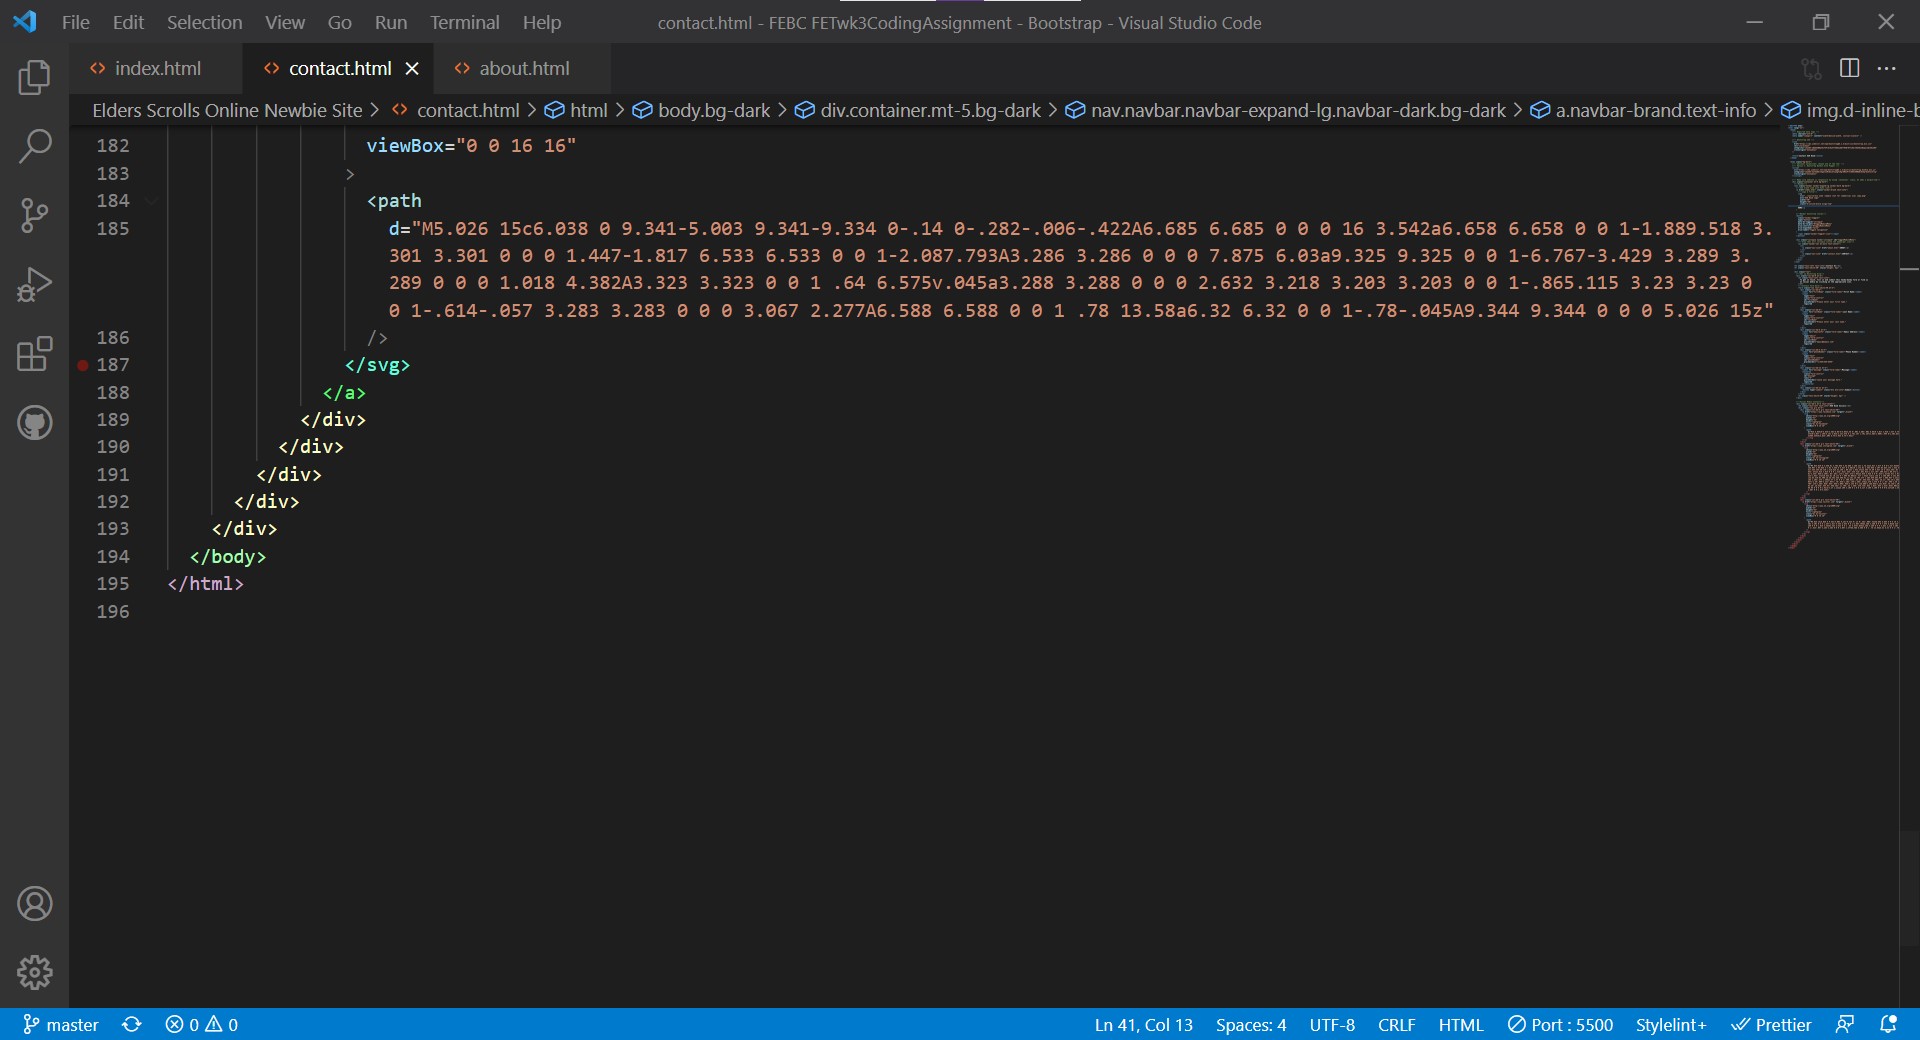 File Edit Selection View Go Run Terminal Help contact.html - FEBC FETwk3CodingAssignment - Bootstrap - Visual Studio Code
index.html contact.html about.html
Elders Scrolls Online Newbie Site > contact.html > html > body.bg-dark > div.container.mt-5.bg-dark > nav.navbar.navbar-expand-lg.navbar-dark.bg-dark > a.navbar-brand.text-info > img.d-inline-b
182 viewBox="0 0 16 16"
183 >
184 <path
185 d="M5.026 15c6.038 0 9.341-5.003 9.341-9.334 0-.14 0-.282-.006-.422A6.685 6.685 0 0 0 16 3.542a6.658 6.658 0 0 1-1.889.518 3.
301 3.301 0 0 0 1.447-1.817 6.533 6.533 0 0 1-2.087.793A3.286 3.286 0 0 0 7.875 6.03a9.325 9.325 0 0 1-6.767-3.429 3.289 3.
289 0 0 0 1.018 4.382A3.323 3.323 0 0 1 .64 6.575v.045a3.288 3.288 0 0 0 2.632 3.218 3.203 3.203 0 0 1-.865.115 3.23 3.23 0
0 1-.614-.057 3.283 3.283 0 0 0 3.067 2.277A6.588 6.588 0 0 1 .78 13.58a6.32 6.32 0 0 1-.78-.045A9.344 9.344 0 0 0 5.026 15z"
186 />
187 </svg>
188 </a>
189 </div>
190 </div>
191 </div>
192 </div>
193 </div>
194 </body>
195 </html>
196
master 0 0 Ln 41, Col 13 Spaces: 4 UTF-8 CRLF HTML Port : 5500 Stylelint+ Prettier